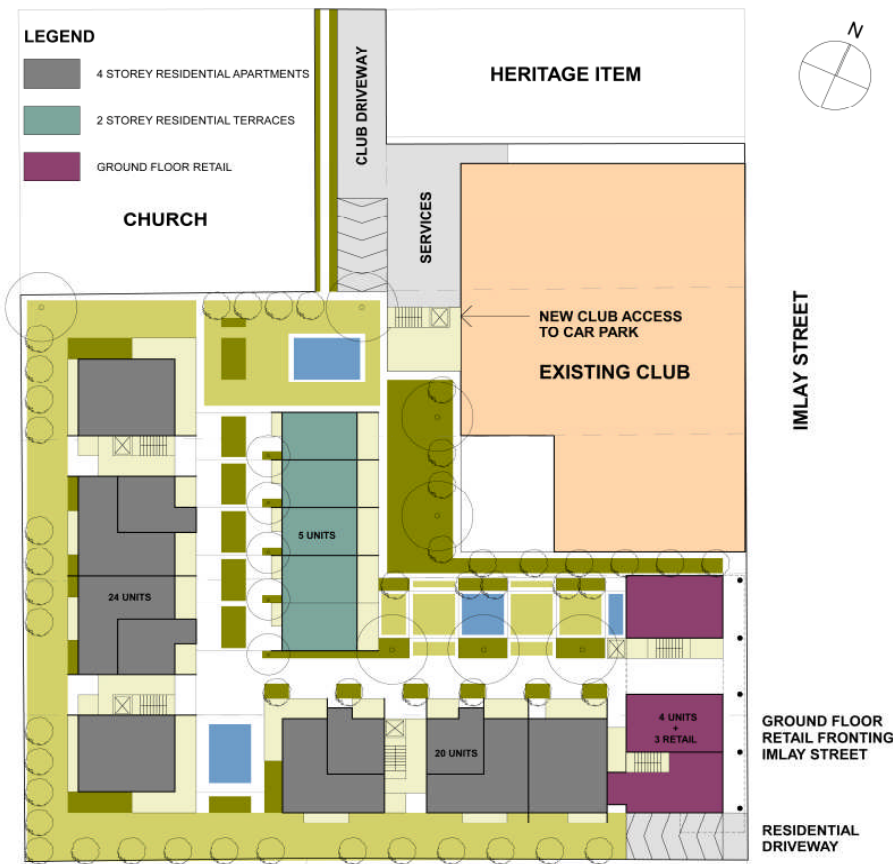 LEGEND
4 STOREY RESIDENTIAL APARTMENTS
2 STOREY RESIDENTIAL TERRACES
GROUND FLOOR RETAIL
CHURCH
CLUB DRIVEWAY
HERITAGE ITEM
N
SERVICES
NEW CLUB ACCESS
TO CAR PARK
EXISTING CLUB
IMLAY STREET
5 UNITS
24 UNITS
20 UNITS
4 UNITS
+
3 RETAIL
GROUND FLOOR
RETAIL FRONTING
IMLAY STREET
RESIDENTIAL
DRIVEWAY